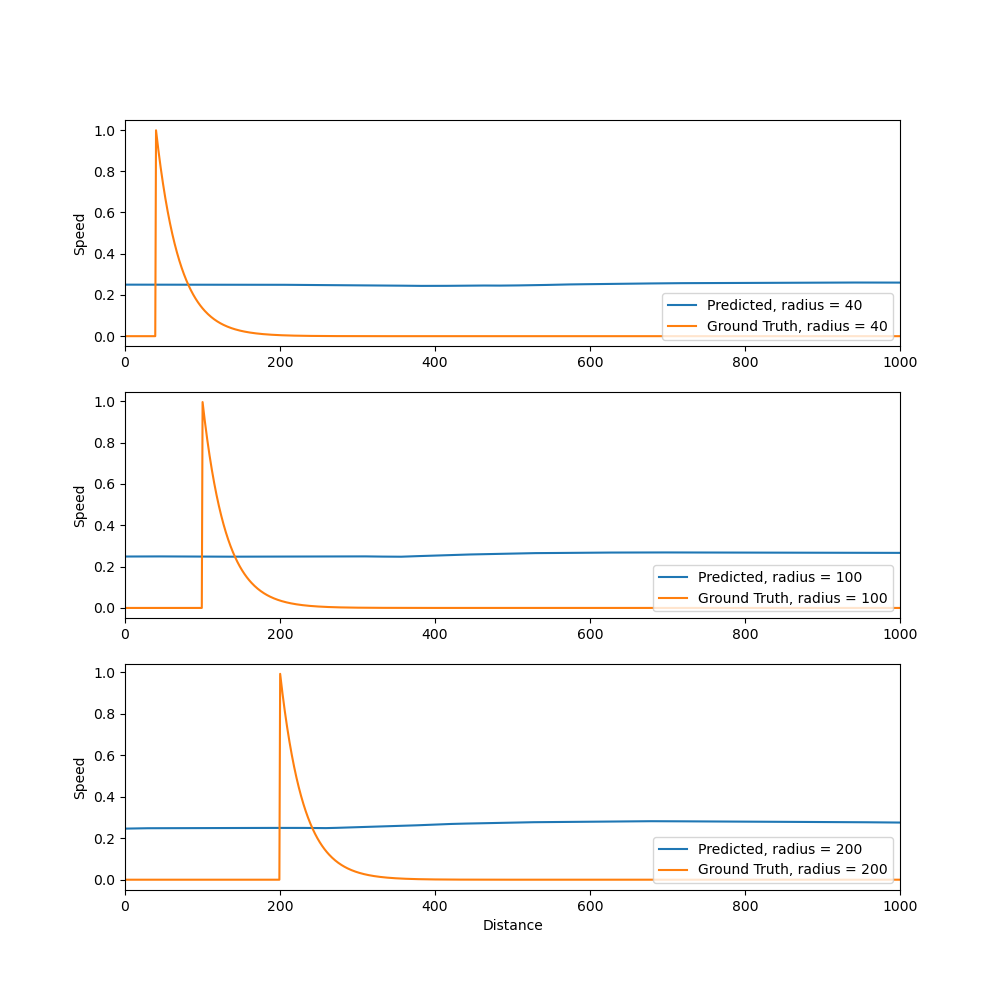 1.0
0.8
0.6
0.4
0.2
0.0
Speed
Predicted, radius = 40
Ground Truth, radius = 40
0 200 400 600 800 1000
1.0
0.8
0.6
0.4
0.2
0.0
Speed
Predicted, radius = 100
Ground Truth, radius = 100
0 200 400 600 800 1000
1.0
0.8
0.6
0.4
0.2
0.0
Speed
Predicted, radius = 200
Ground Truth, radius = 200
0 200 400 600 800 1000
Distance